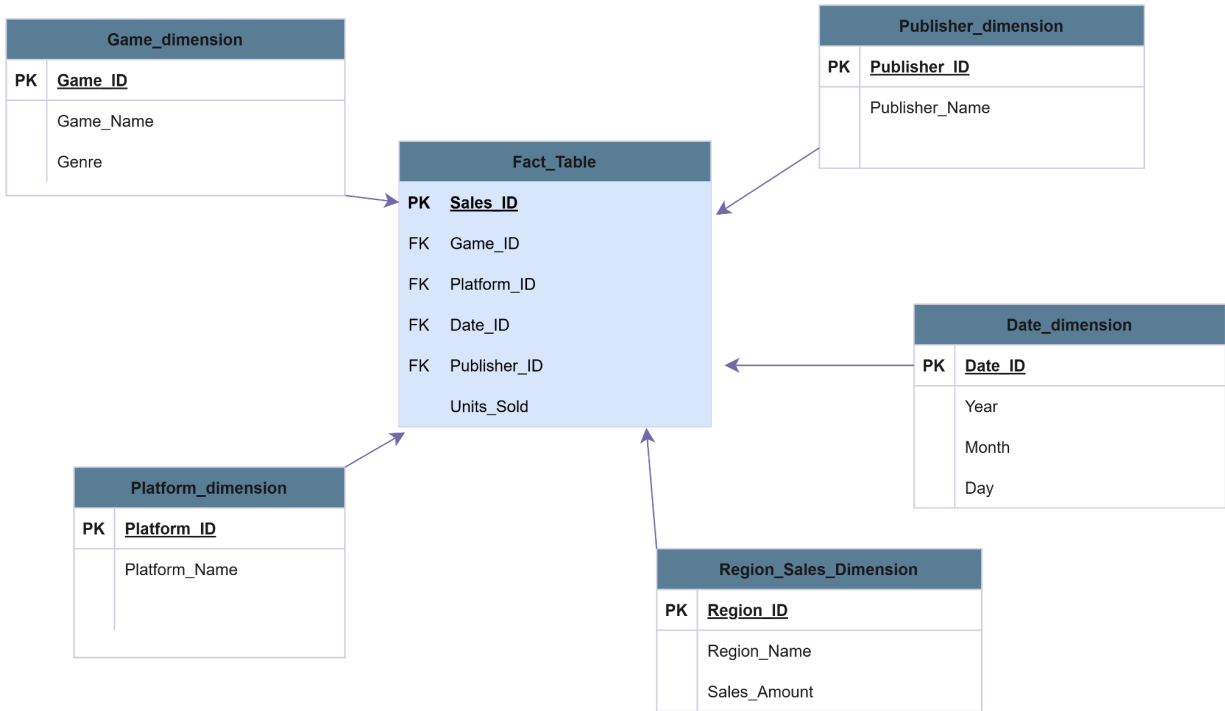 Game_dimension
PK Game_ID
Game_Name
Genre
Publisher_dimension
PK Publisher_ID
Publisher_Name
Fact_Table
PK Sales_ID
FK Game_ID
FK Platform_ID
FK Date_ID
FK Publisher_ID
Units_Sold
Date_dimension
PK Date_ID
Year
Month
Day
Platform_dimension
PK Platform_ID
Platform_Name
Region_Sales_Dimension
PK Region_ID
Region_Name
Sales_Amount